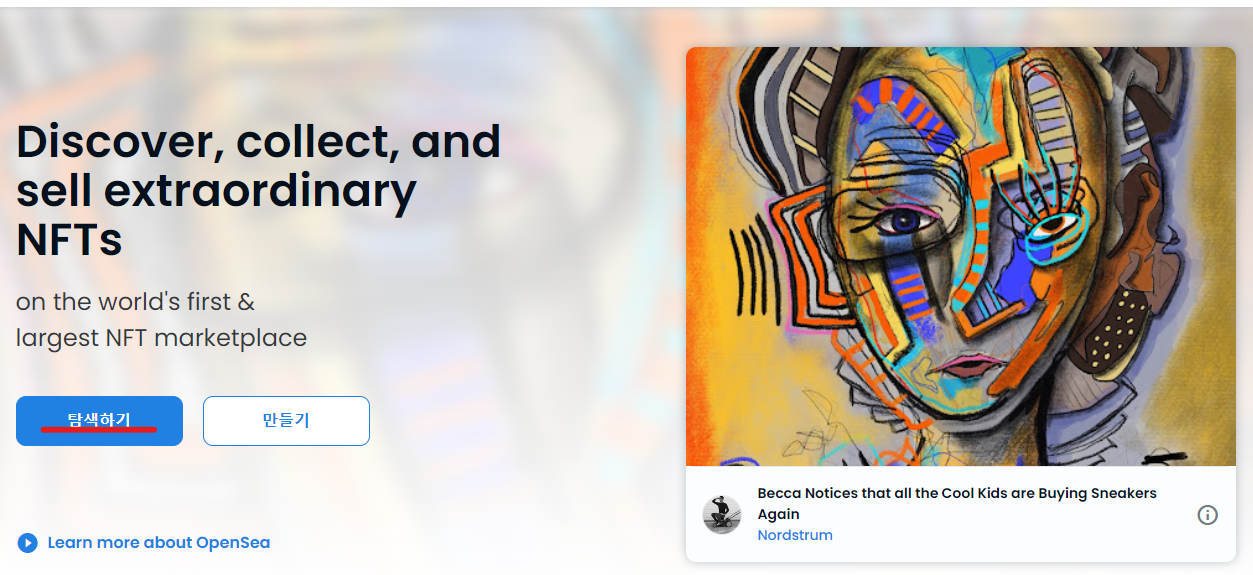 Discover, collect, and
sell extraordinary
NFTs
on the world's first &
largest NFT marketplace
탐색하기
만들기
Learn more about OpenSea
Becca Notices that all the Cool Kids are Buying Sneakers
Again
Nordstrum